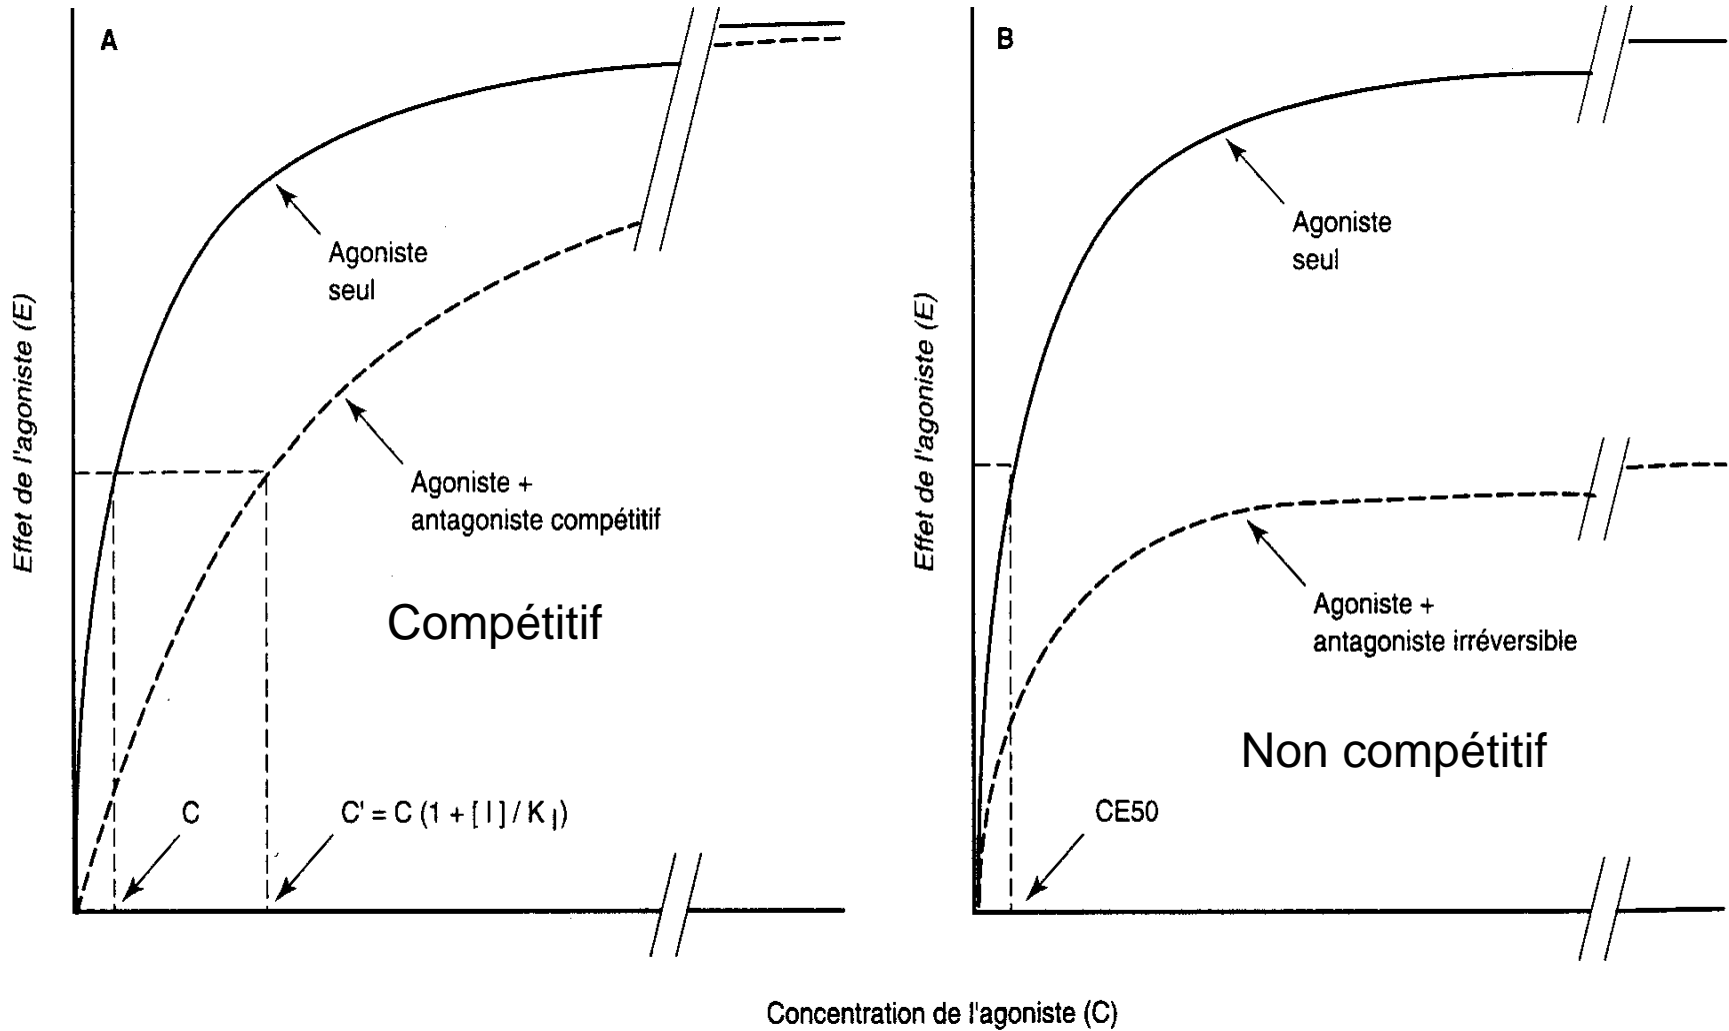 A
Effet de l'agoniste (E)
Agoniste
seul
Agoniste +
antagoniste compétitif
Compétitif
C
C' = C (1 + [ I ] / K I)
B
Effet de l'agoniste (E)
Agoniste
seul
Agoniste +
antagoniste irréversible
Non compétitif
CE50
Concentration de l'agoniste (C)